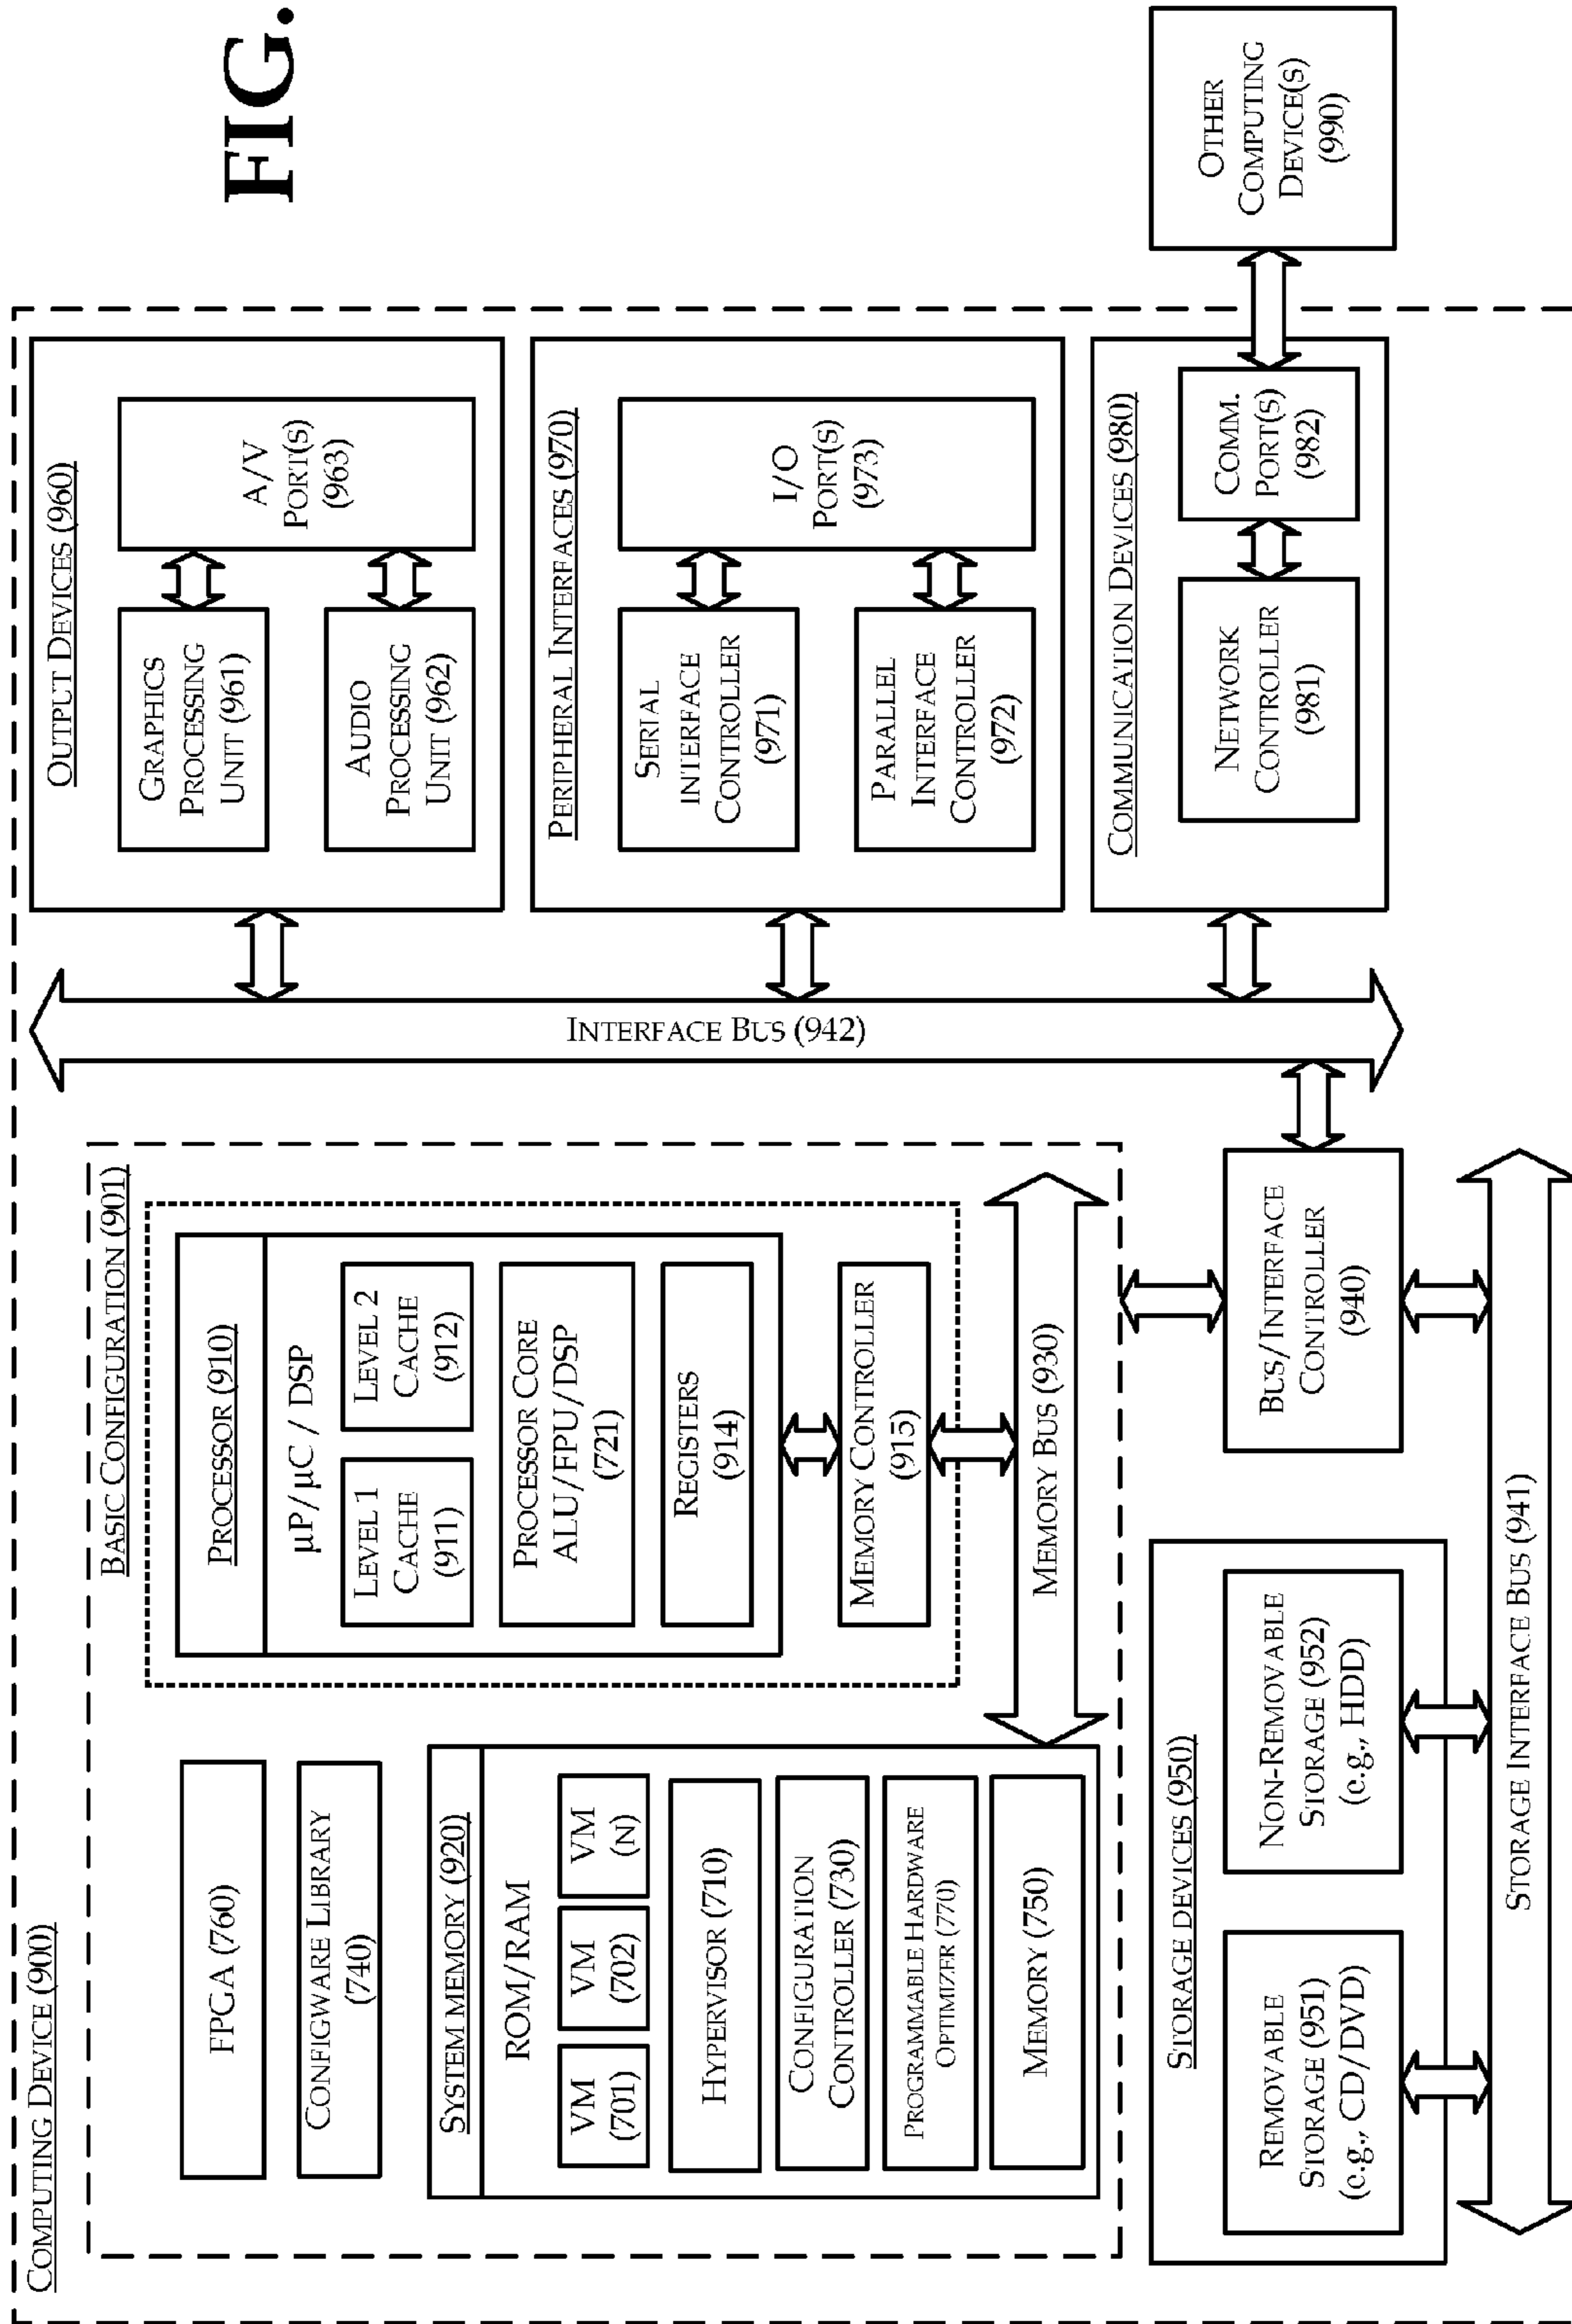 COMPUTING DEVICE (900)
BASIC CONFIGURATION (901)
FPGA (760)
CONFIGWARE LIBRARY
(740)
SYSTEM MEMORY (920)
ROM/RAM
VM
(701)
VM
(702)
VM
(N)
HYPERVISOR (710)
CONFIGURATION
CONTROLLER (730)
PROGRAMMABLE HARDWARE
OPTIMIZER (770)
MEMORY (750)
PROCESSOR (910)
µP/µC / DSP
LEVEL 1
CACHE
(911)
LEVEL 2
CACHE
(912)
PROCESSOR CORE
ALU/FPU/DSP
(721)
REGISTERS
(914)
MEMORY CONTROLLER
(915)
MEMORY BUS (930)
STORAGE DEVICES (950)
REMOVABLE
STORAGE (951)
(e.g., CD/DVD)
NON-REMOVABLE
STORAGE (952)
(e.g., HDD)
BUS/INTERFACE
CONTROLLER
(940)
STORAGE INTERFACE BUS (941)
INTERFACE BUS (942)
OUTPUT DEVICES (960)
GRAPHICS
PROCESSING
UNIT (961)
AUDIO
PROCESSING
UNIT (962)
A/V
PORT(S)
(963)
PERIPHERAL INTERFACES (970)
SERIAL
INTERFACE
CONTROLLER
(971)
PARALLEL
INTERFACE
CONTROLLER
(972)
I/O
PORT(S)
(973)
COMMUNICATION DEVICES (980)
NETWORK
CONTROLLER
(981)
COMM.
PORT(S)
(982)
OTHER
COMPUTING
DEVICE(S)
(990)
FIG.